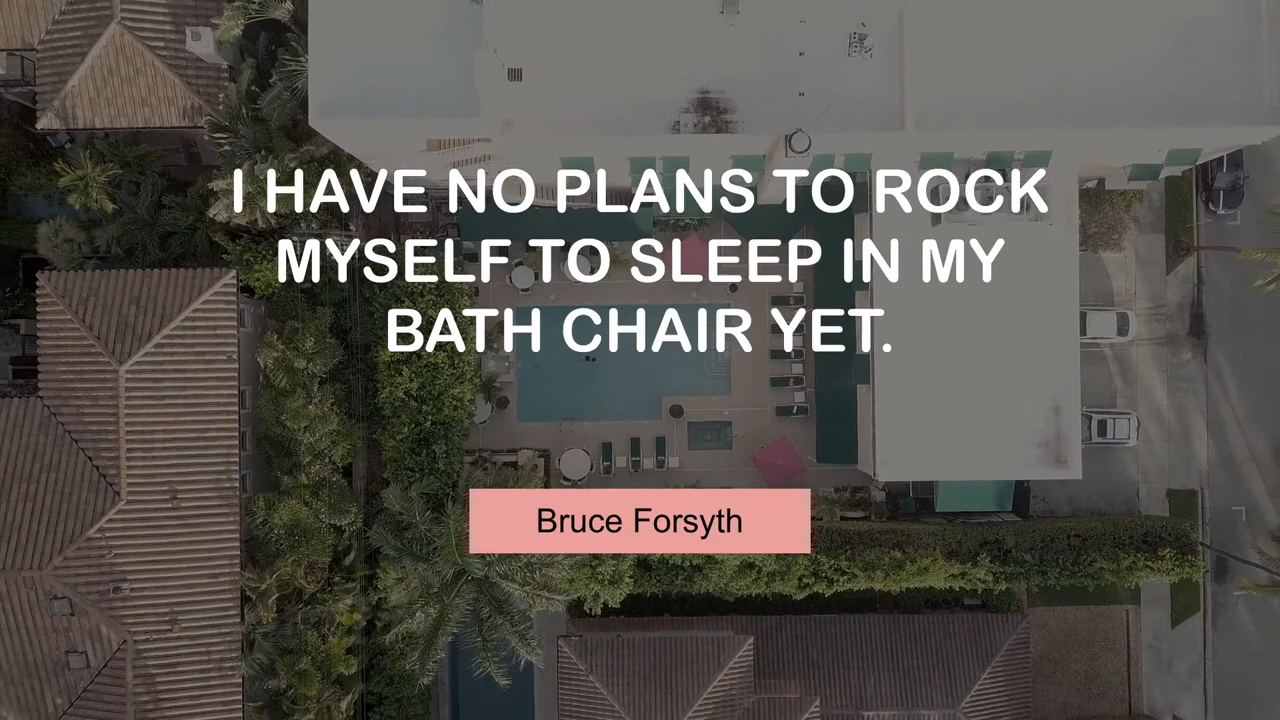 I HAVE NO PLANS TO ROCK
MYSELF TO SLEEP IN MY
BATH CHAIR YET.
Bruce Forsyth